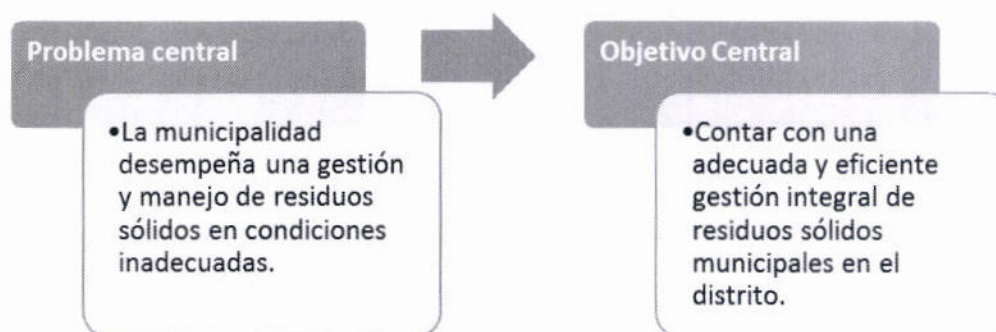 Problema central
•La municipalidad
desempeña una gestión
y manejo de residuos
sólidos en condiciones
inadecuadas.
Objetivo Central
•Contar con una
adecuada y eficiente
gestión integral de
residuos sólidos
municipales en el
distrito.